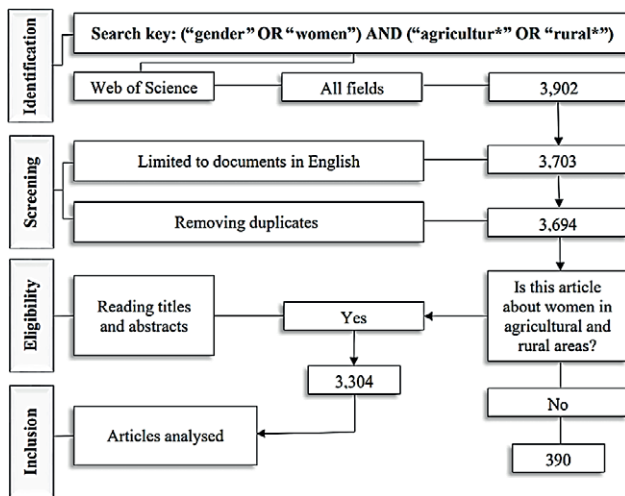 Identification
Search key: (“gender” OR “women”) AND (“agricultur*” OR “rural*”)
Web of Science
All fields
3,902
Screening
Limited to documents in English
3,703
Removing duplicates
3,694
Eligibility
Reading titles
and abstracts
Yes
Is this article
about women in
agricultural and
rural areas?
3,304
No
Inclusion
Articles analysed
390